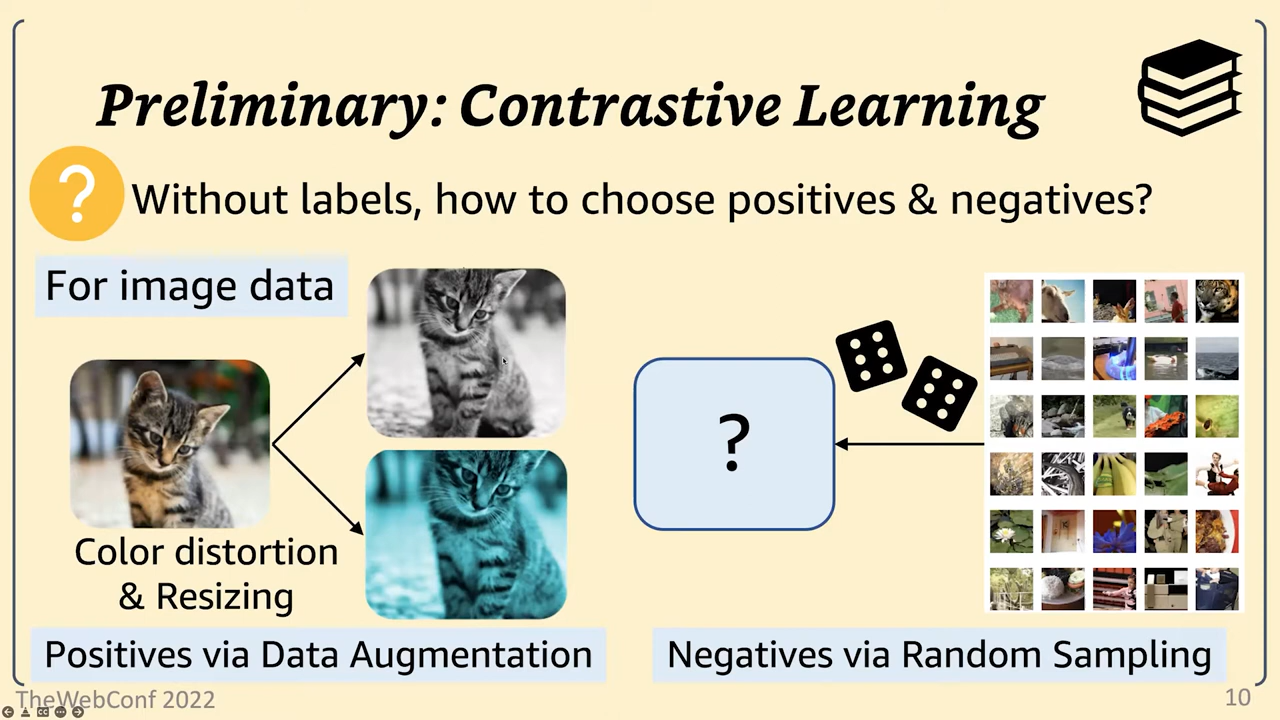 Preliminary: Contrastive Learning
? Without labels, how to choose positives & negatives?
For image data
?
Color distortion
& Resizing
Positives via Data Augmentation
Negatives via Random Sampling
TheWebConf 2022
10